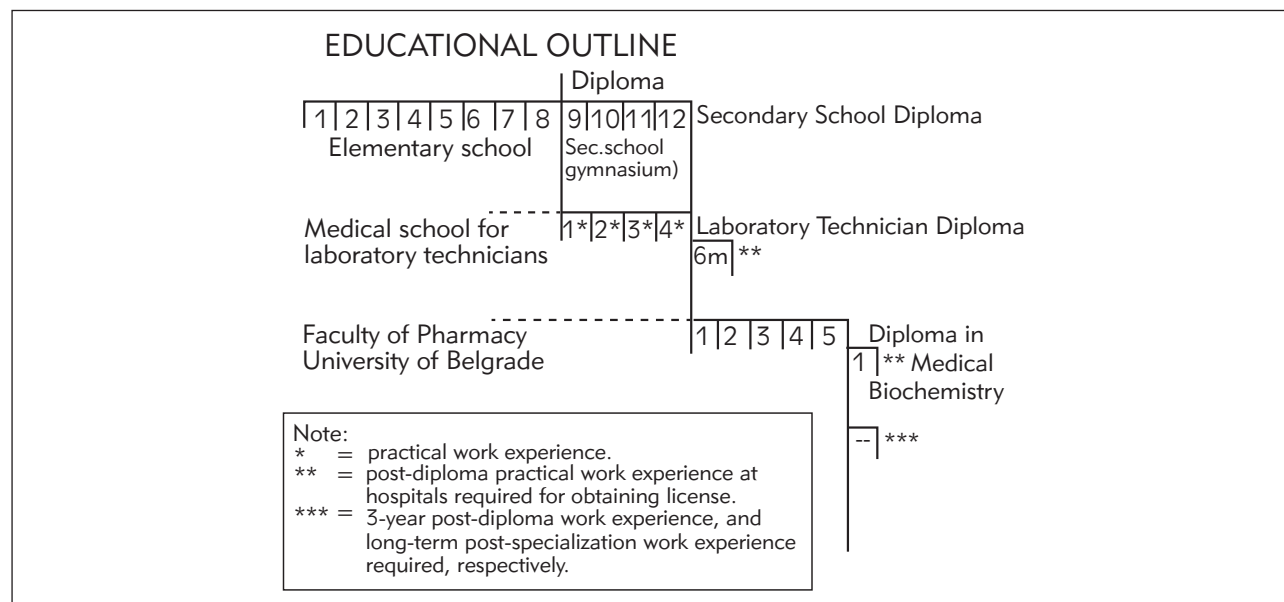 EDUCATIONAL OUTLINE
Diploma
1 2 3 4 5 6 7 8 9 10 11 12 Secondary School Diploma
Elementary school
Sec.school
gymnasium)
Medical school for
laboratory technicians
1* 2* 3* 4* Laboratory Technician Diploma
6m **
Faculty of Pharmacy
University of Belgrade
1 2 3 4 5 Diploma in
1 ** Medical
Biochemistry
-- ***
Note:
* = practical work experience.
** = post-diploma practical work experience at
hospitals required for obtaining license.
*** = 3-year post-diploma work experience, and
long-term post-specialization work experience
required, respectively.